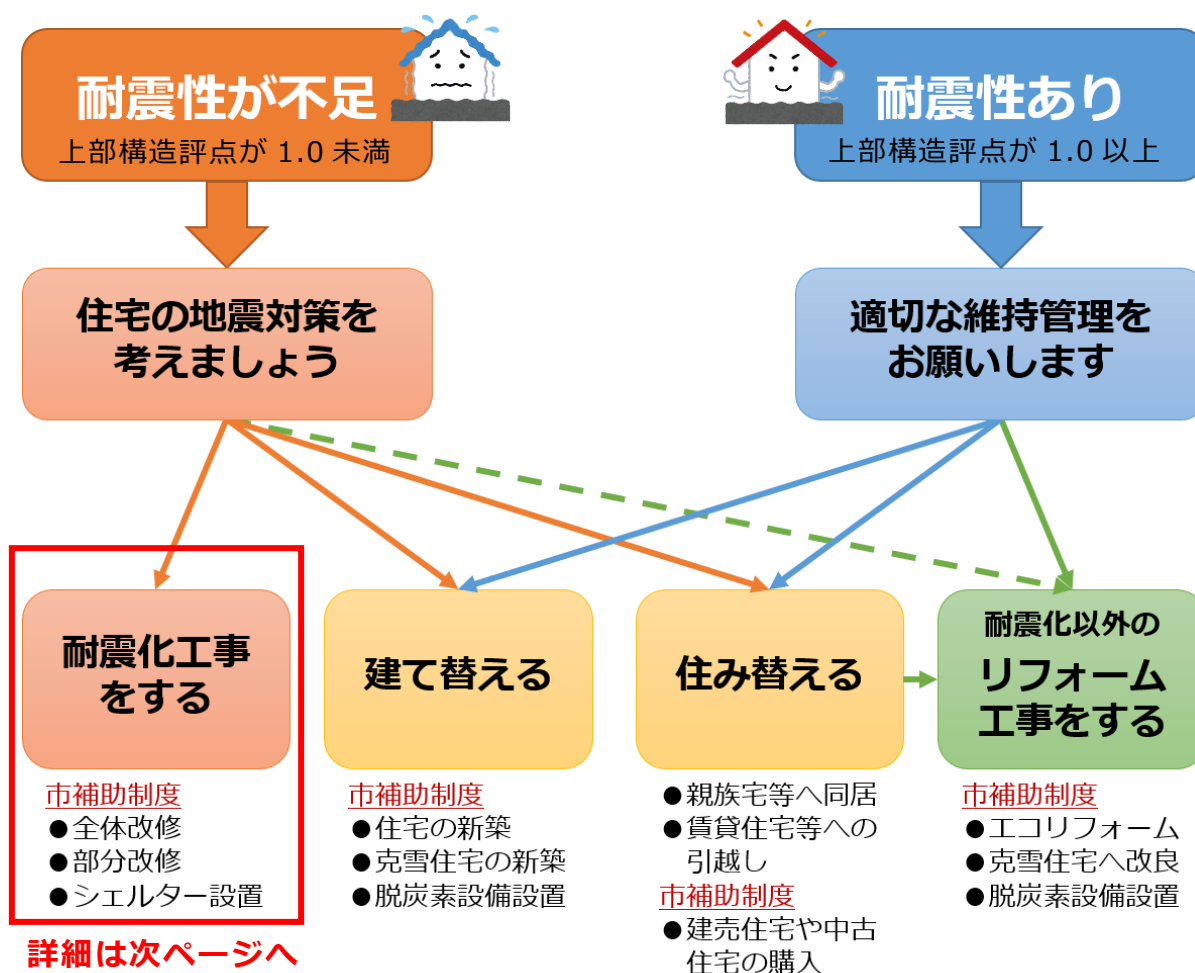 耐震性が不足
上部構造評点が 1.0 未満
耐震性あり
上部構造評点が 1.0 以上
住宅の地震対策を
考えましょう
適切な維持管理を
お願いします
耐震化工事
をする
建て替える
住み替える
耐震化以外の
リフォーム
工事をする
市補助制度
●全体改修
●部分改修
●シェルター設置
市補助制度
●住宅の新築
●克雪住宅の新築
●脱炭素設備設置
●親族宅等へ同居
●賃貸住宅等への
引越し
市補助制度
●建売住宅や中古
住宅の購入
市補助制度
●エコリフォーム
●克雪住宅へ改良
●脱炭素設備設置
詳細は次ページへ